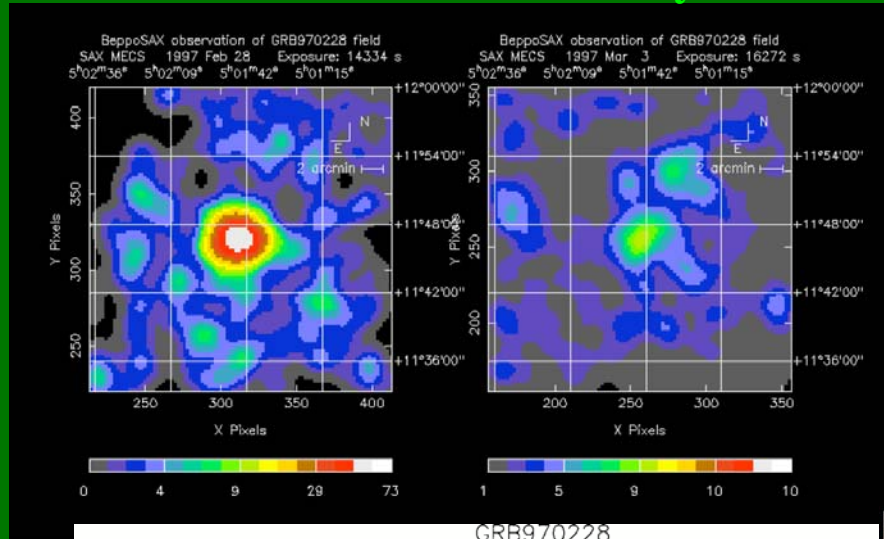 BeppoSAX observation of GRB970228 field
SAX MECS 1997 Feb 28 Exposure: 14334 s
5h02m36s 5h02m09s 5h01m42s 5h01m15s
+12°00'00"
N
E
2 arcmin
+11°54'00"
+11°48'00"
+11°42'00"
+11°36'00"
Y Pixels
400
350
300
250
250 300 350 400
X Pixels
0 4 9 29 73
BeppoSAX observation of GRB970228 field
SAX MECS 1997 Mar 3 Exposure: 16272 s
5h02m36s 5h02m09s 5h01m42s 5h01m15s
+12°00'00"
N
E
2 arcmin
+11°54'00"
+11°48'00"
+11°42'00"
+11°36'00"
Y Pixels
350
300
250
200
200 250 300 350
X Pixels
1 5 9 10 10
GRB970228